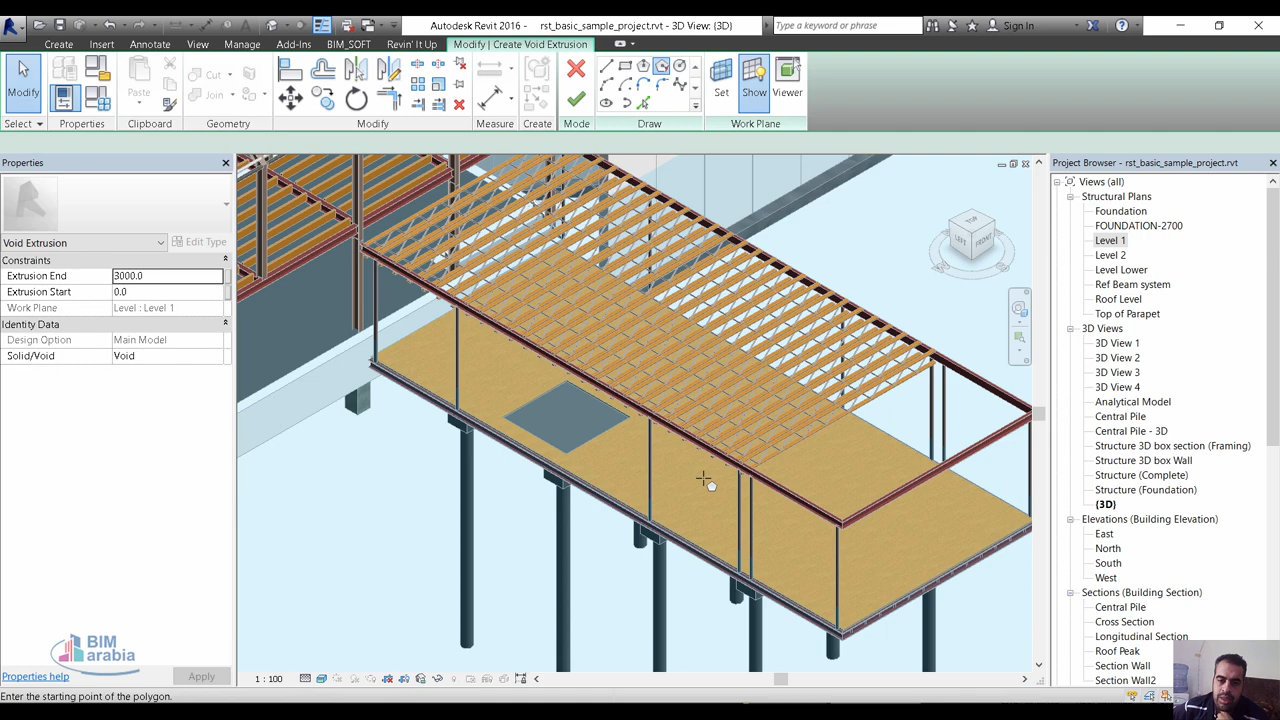 Autodesk Revit 2016 - rst_basic_sample_project.rvt - 3D View: {3D}
Type a keyword or phrase
Sign In
Create Insert Annotate View Manage Add-Ins BIM_SOFT Revin' It Up Modify | Create Void Extrusion
Modify Paste Cut Join Set Show Viewer
Select Properties Clipboard Geometry Modify Measure Create Mode Draw Work Plane
Properties
Void Extrusion Edit Type
Constraints
Extrusion End 3000.0
Extrusion Start 0.0
Work Plane Level : Level 1
Identity Data
Design Option Main Model
Solid/Void Void
BIM
arabia
Properties help Apply
TOP
LEFT FRONT
1 : 100
Enter the starting point of the polygon.
Project Browser - rst_basic_sample_project.rvt
Views (all)
Structural Plans
Foundation
FOUNDATION-2700
Level 1
Level 2
Level Lower
Ref Beam system
Roof Level
Top of Parapet
3D Views
3D View 1
3D View 2
3D View 3
3D View 4
Analytical Model
Central Pile
Central Pile - 3D
Structure 3D box section (Framing)
Structure 3D box Wall
Structure (Complete)
Structure (Foundation)
{3D}
Elevations (Building Elevation)
East
North
South
West
Sections (Building Section)
Central Pile
Cross Section
Longitudinal Section
Roof Peak
Section Wall
Section Wall2